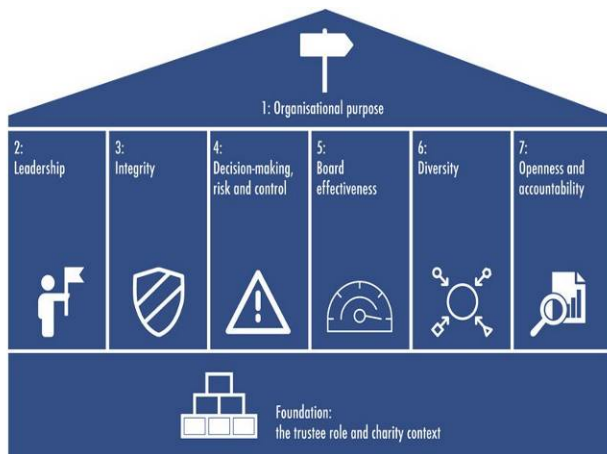 1: Organisational purpose
2:
Leadership
3:
Integrity
4:
Decision-making,
risk and control
5:
Board
effectiveness
6:
Diversity
7:
Openness and
accountability
Foundation:
the trustee role and charity context